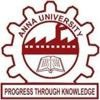 ANNA UNIVERSITY
PROGRESS THROUGH KNOWLEDGE